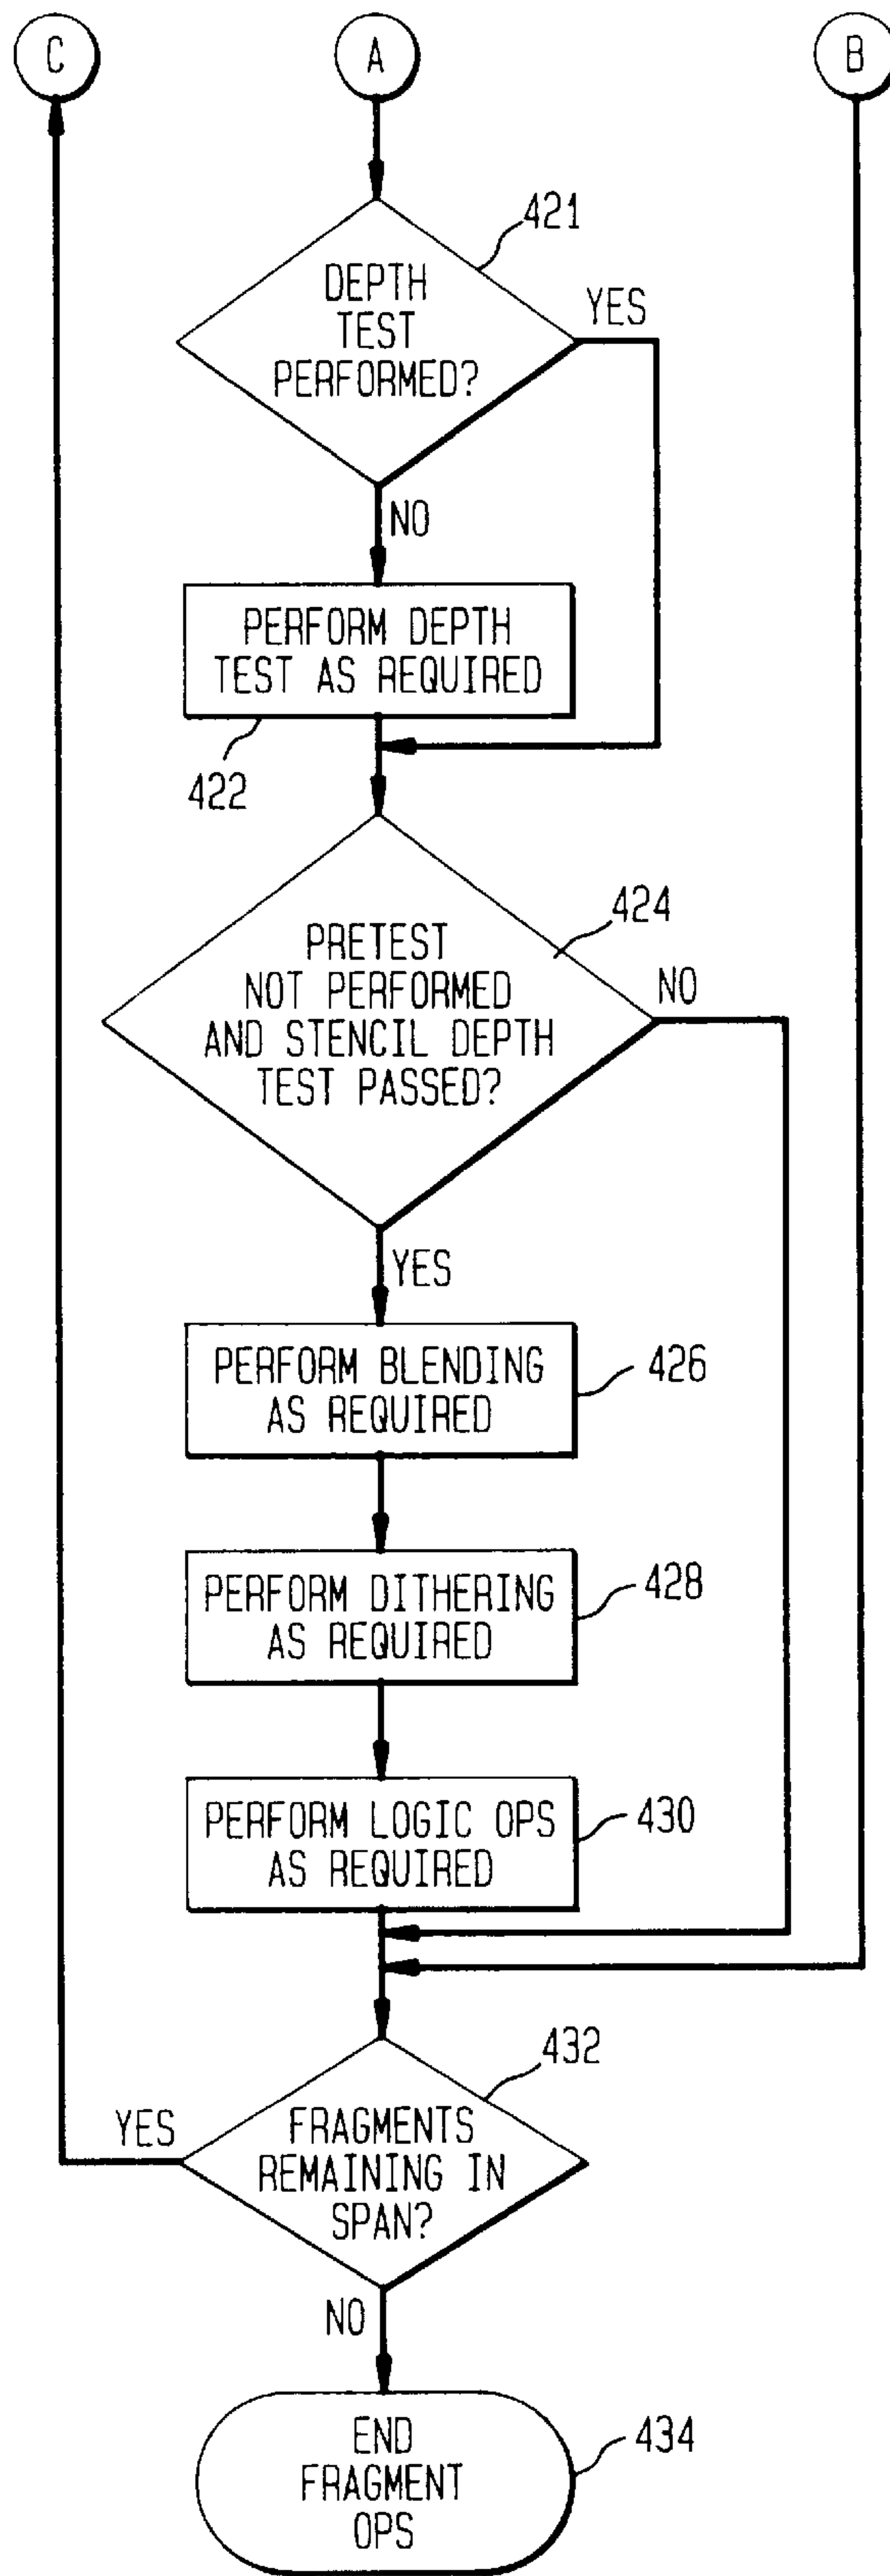 C
A
B
421
DEPTH
TEST
PERFORMED?
YES
NO
PERFORM DEPTH
TEST AS REQUIRED
422
424
PRETEST
NOT PERFORMED
AND STENCIL DEPTH
TEST PASSED?
NO
YES
PERFORM BLENDING
AS REQUIRED
426
PERFORM DITHERING
AS REQUIRED
428
PERFORM LOGIC OPS
AS REQUIRED
430
432
FRAGMENTS
REMAINING IN
SPAN?
YES
NO
END
FRAGMENT
OPS
434